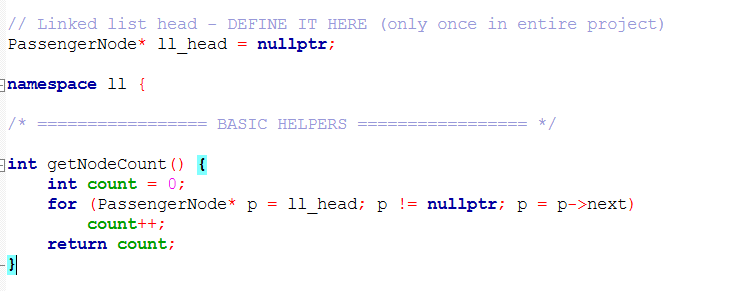 // Linked list head - DEFINE IT HERE (only once in entire project)
PassengerNode* ll_head = nullptr;
namespace ll {
/* ================= BASIC HELPERS ================= */
int getNodeCount() {
    int count = 0;
    for (PassengerNode* p = ll_head; p != nullptr; p = p->next)
        count++;
    return count;
}